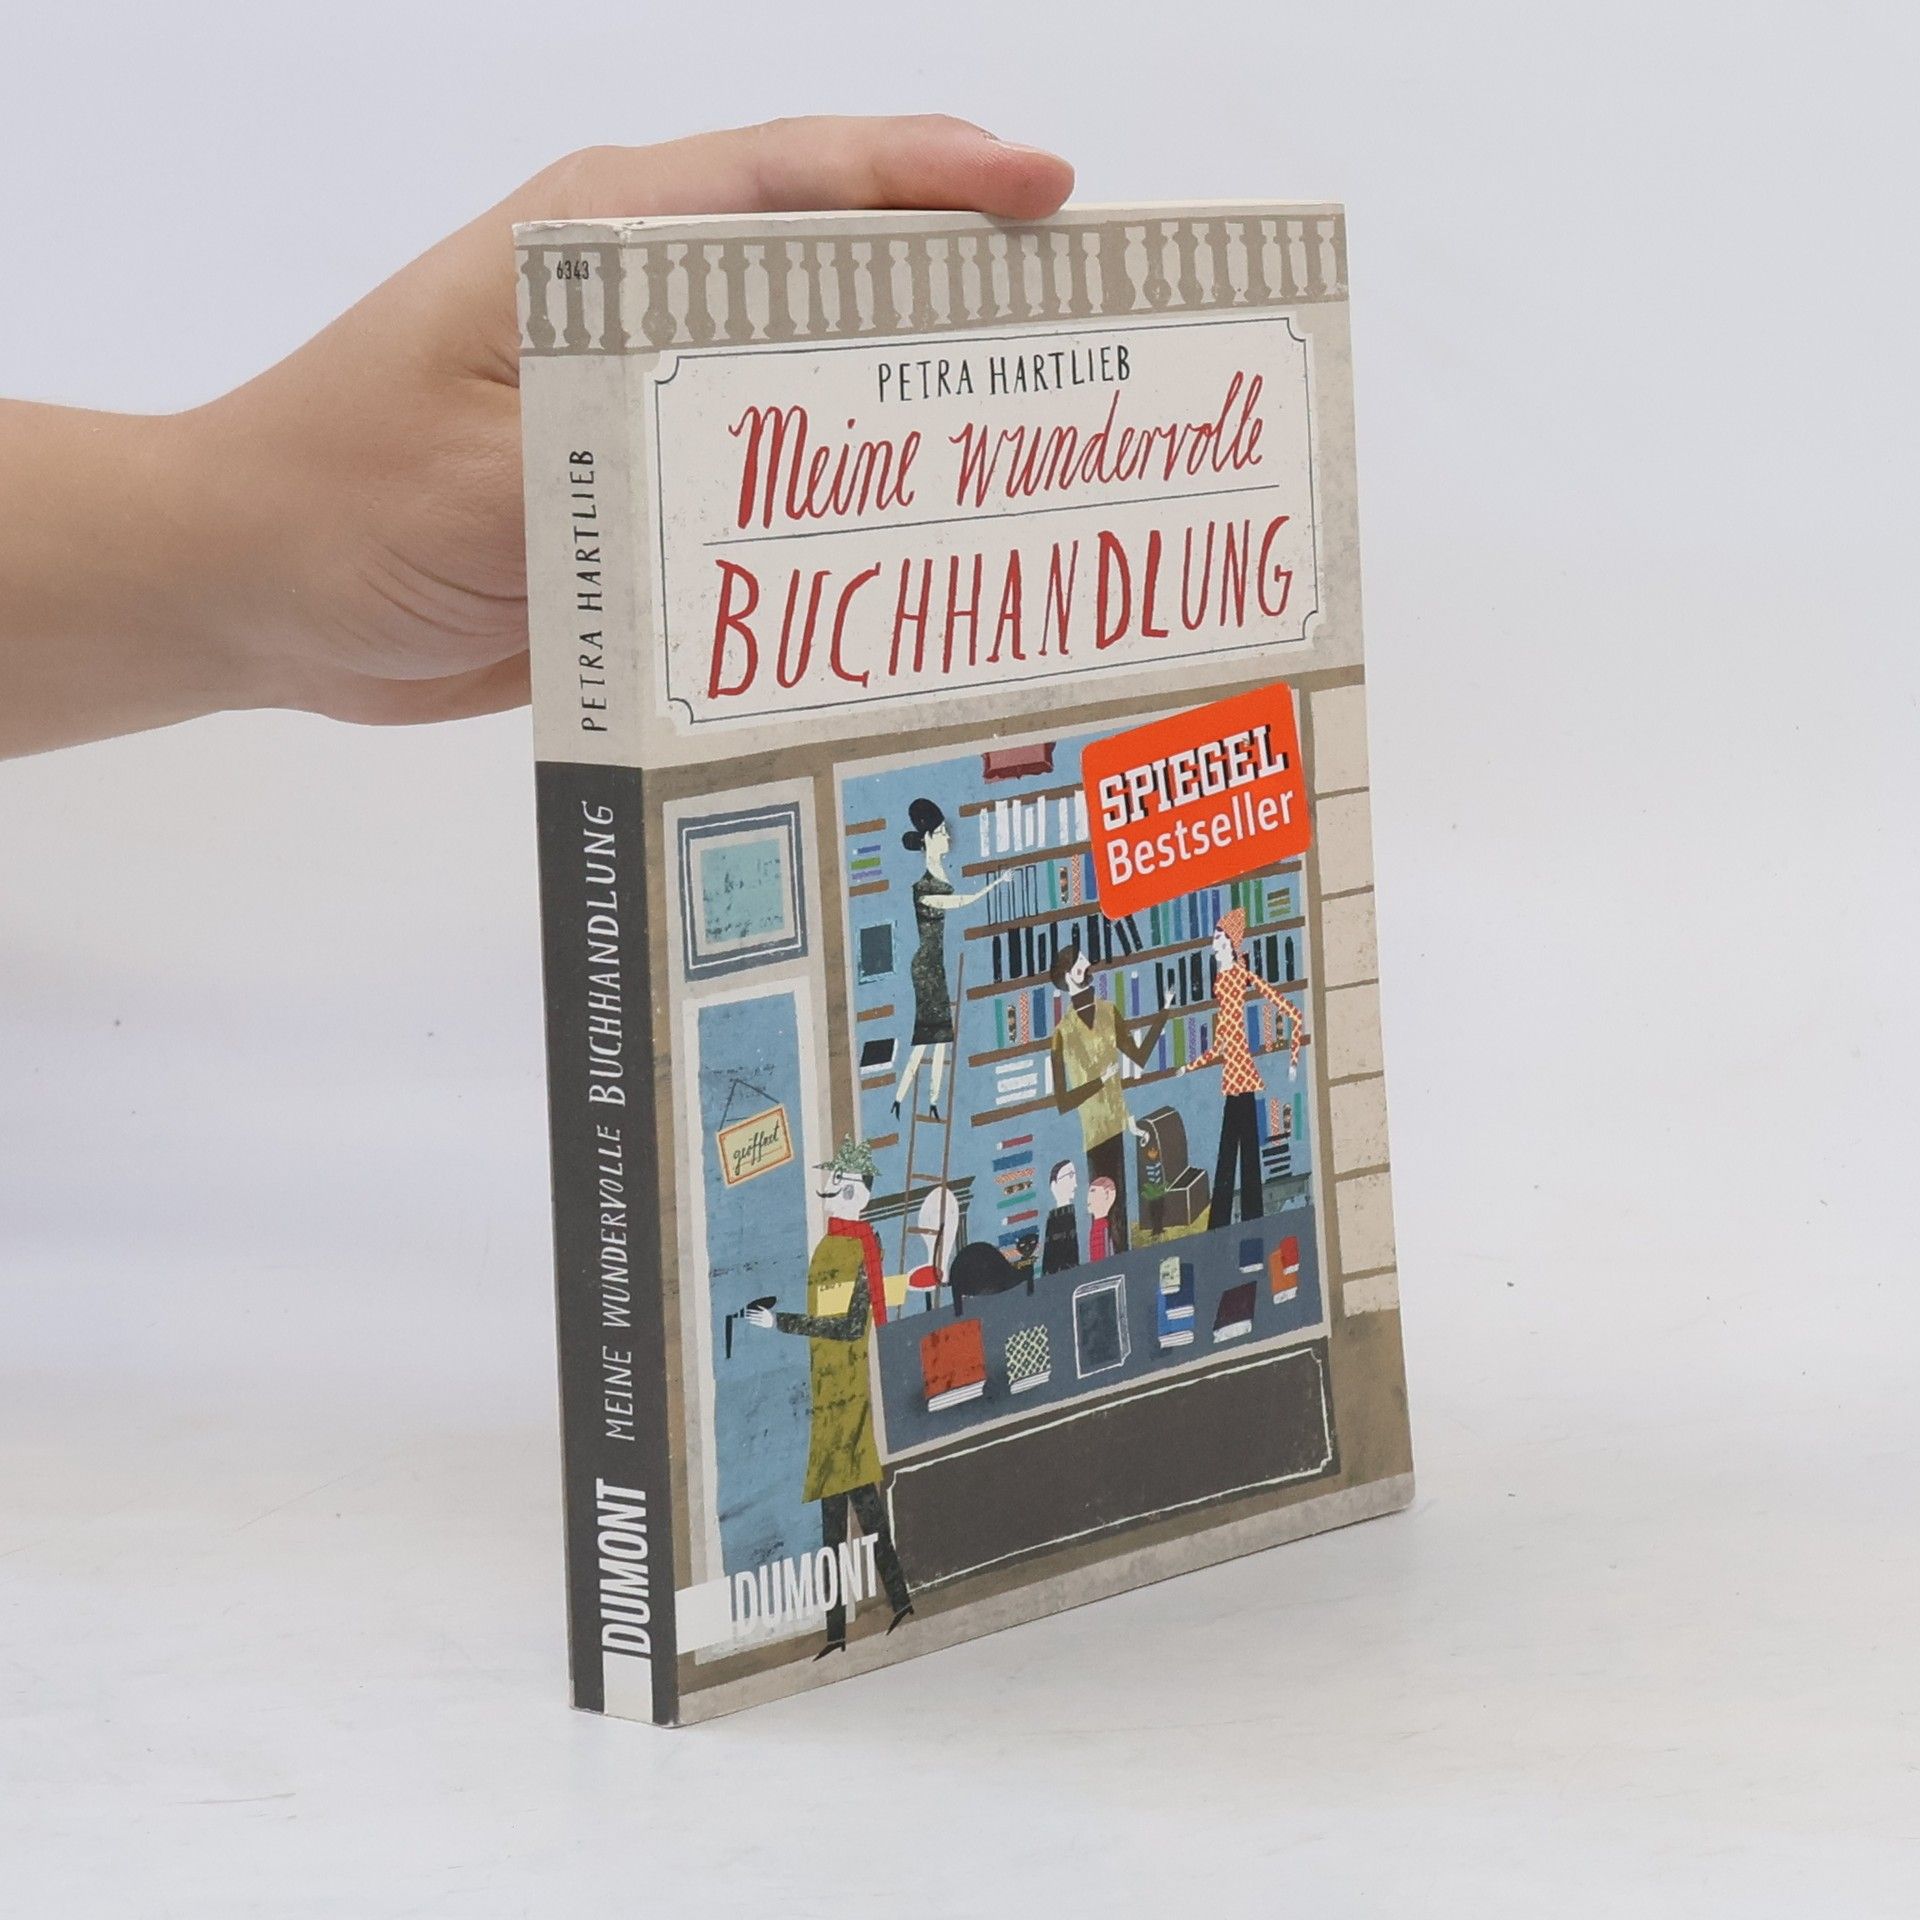 6343
PETRA HARTLIEB
MEINE WUNDERVOLLE BUCHHANDLUNG
DUMONT
PETRA HARTLIEB
Meine wundervolle
BUCHHANDLUNG
SPIEGEL
Bestseller
geöffnet
DUMONT